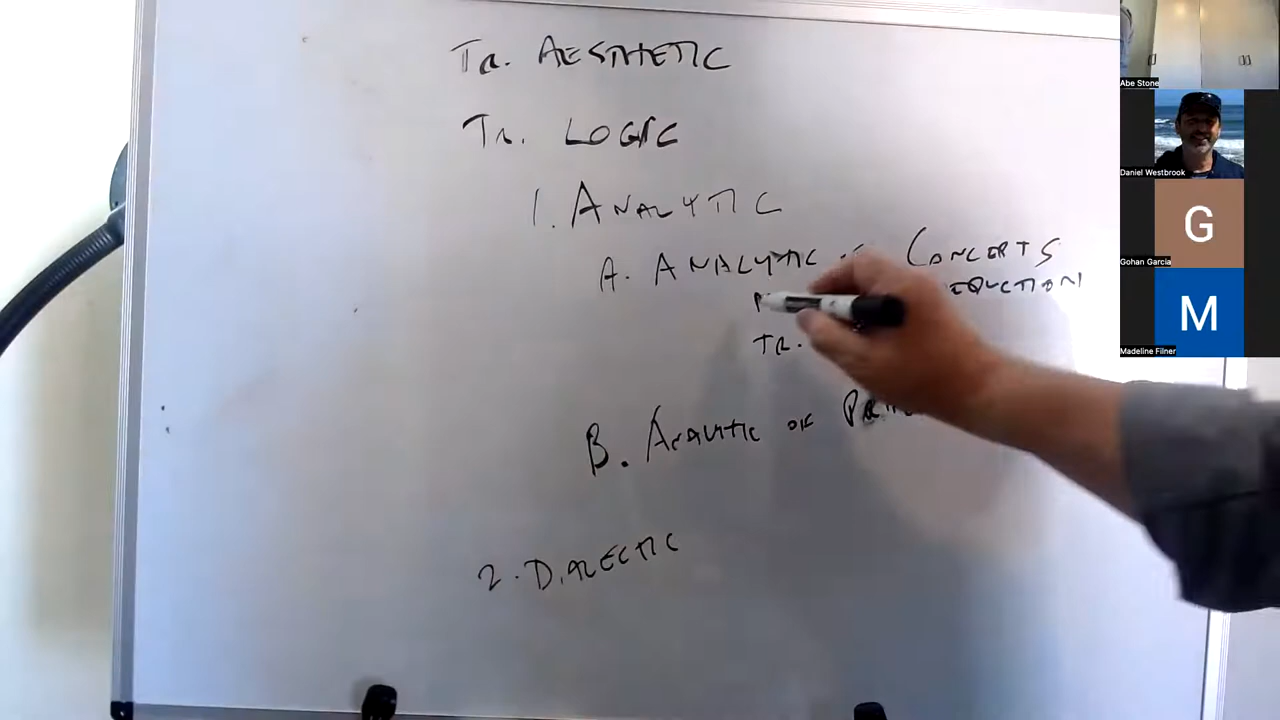 Tr. AESTHETIC
Tr. LOGIC
1. ANALYTIC
A. ANALYTIC CONCEPTS
Tr.
B. ANALYTIC OF
2. DIALECTIC
Abe Stone
Daniel Westbrook
G
Gohan Garcia
M
Madeline Filner